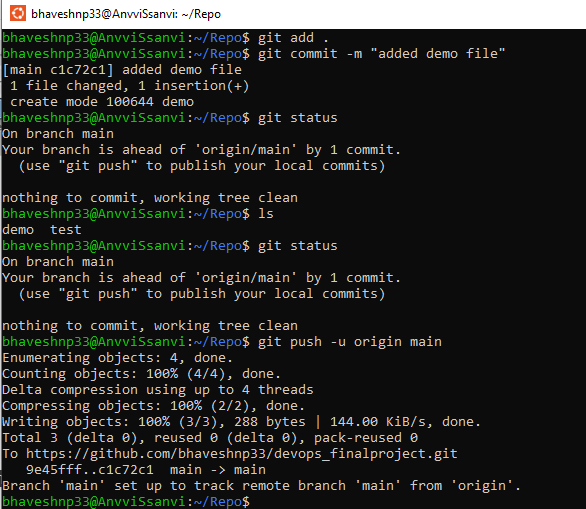 bhaveshnp33@AnvviSsanvi: ~/Repo
bhaveshnp33@AnvviSsanvi:~/Repo$ git add .
bhaveshnp33@AnvviSsanvi:~/Repo$ git commit -m "added demo file"
[main c1c72c1] added demo file
 1 file changed, 1 insertion(+)
 create mode 100644 demo
bhaveshnp33@AnvviSsanvi:~/Repo$ git status
On branch main
Your branch is ahead of 'origin/main' by 1 commit.
  (use "git push" to publish your local commits)

nothing to commit, working tree clean
bhaveshnp33@AnvviSsanvi:~/Repo$ ls
demo  test
bhaveshnp33@AnvviSsanvi:~/Repo$ git status
On branch main
Your branch is ahead of 'origin/main' by 1 commit.
  (use "git push" to publish your local commits)

nothing to commit, working tree clean
bhaveshnp33@AnvviSsanvi:~/Repo$ git push -u origin main
Enumerating objects: 4, done.
Counting objects: 100% (4/4), done.
Delta compression using up to 4 threads
Compressing objects: 100% (2/2), done.
Writing objects: 100% (3/3), 288 bytes | 144.00 KiB/s, done.
Total 3 (delta 0), reused 0 (delta 0), pack-reused 0
To https://github.com/bhaveshnp33/devops_finalproject.git
   9e45fff..c1c72c1  main -> main
Branch 'main' set up to track remote branch 'main' from 'origin'.
bhaveshnp33@AnvviSsanvi:~/Repo$